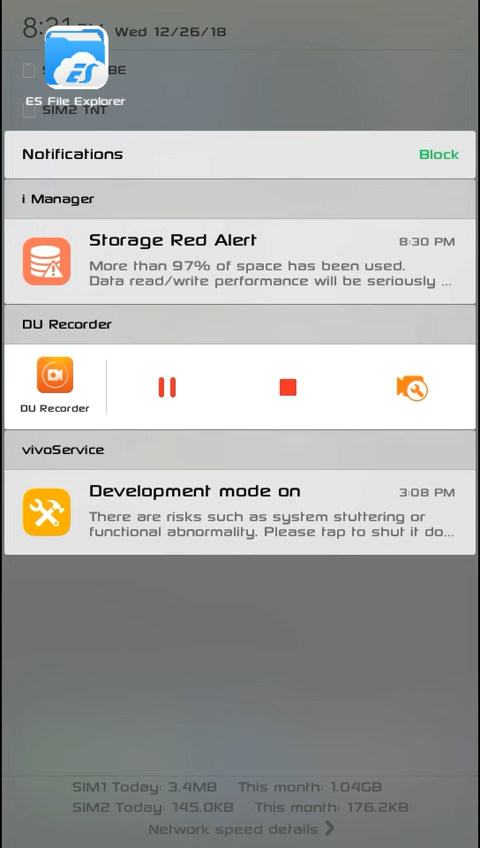 8:31 PM Wed 12/26/18
ES File Explorer
SIM2 TNT
Notifications Block
i Manager
Storage Red Alert 8:30 PM
More than 97% of space has been used.
Data read/write performance will be seriously ...
DU Recorder
DU Recorder
vivoService
Development mode on 3:08 PM
There are risks such as system stuttering or
functional abnormality. Please tap to shut it do...
SIM1 Today: 3.4MB This month: 1.04GB
SIM2 Today: 145.0KB This month: 176.2KB
Network speed details